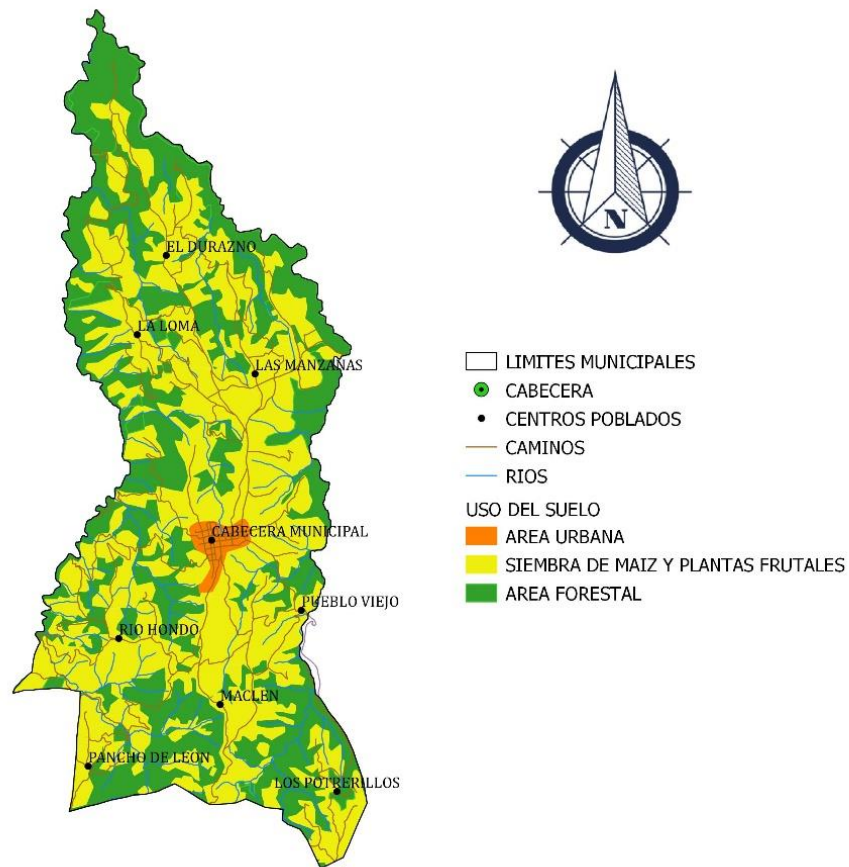 EL DURAZNO
LA LOMA
LAS MANZANAS
CABECERA MUNICIPAL
PUEBLO VIEJO
RIO HONDO
MACLEN
PANCHO DE LEON
LOS POTRERILLOS
N
LIMITES MUNICIPALES
CABECERA
CENTROS POBLADOS
CAMINOS
RIOS
USO DEL SUELO
AREA URBANA
SIEMBRA DE MAIZ Y PLANTAS FRUTALES
AREA FORESTAL